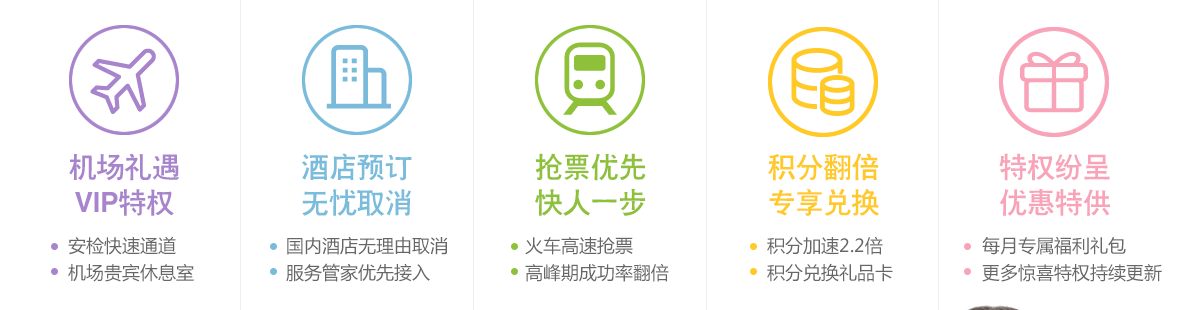 机场礼遇
VIP特权
安检快速通道
机场贵宾休息室
酒店预订
无忧取消
国内酒店无理由取消
服务管家优先接入
抢票优先
快人一步
火车高速抢票
高峰期成功率翻倍
积分翻倍
专享兑换
积分加速2.2倍
积分兑换礼品卡
特权纷呈
优惠特供
每月专属福利礼包
更多惊喜特权持续更新